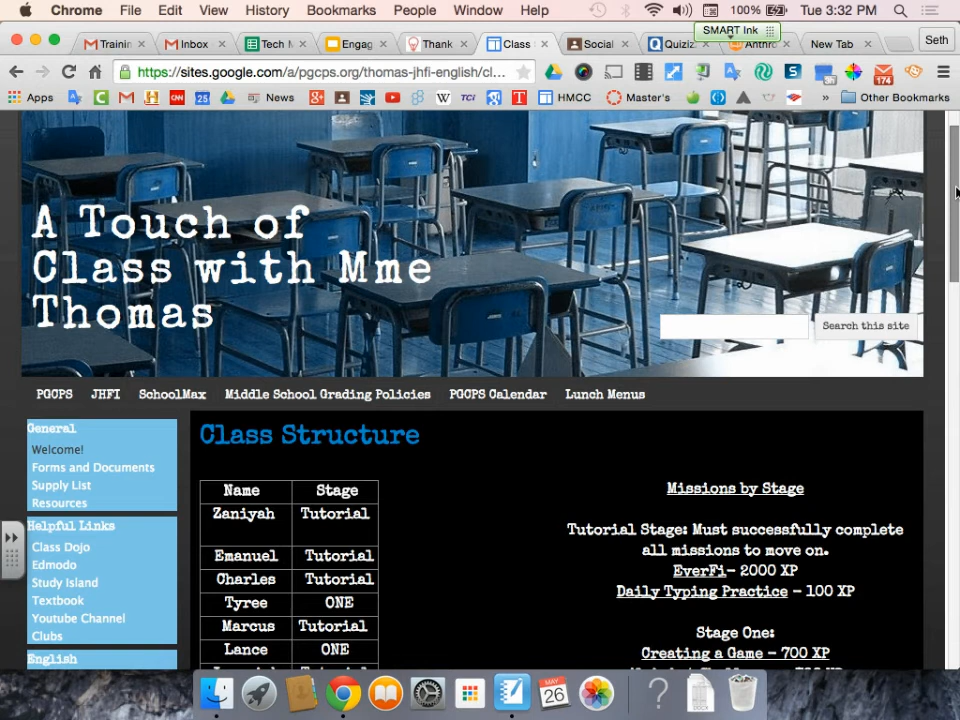 Chrome File Edit View History Bookmarks People Window Help 100% Tue 3:32 PM
SMART Ink
Trainin Inbox Tech M Engag Thank Class Social Quiziz New Tab Seth
https://sites.google.com/a/pgcps.org/thomas-jhfi-english/cl...
174
Apps CNN 25 News W TCI HMCC Master's » Other Bookmarks
A Touch of
Class with Mme
Thomas
Search this site
PGCPS JHFI SchoolMax Middle School Grading Policies PGCPS Calendar Lunch Menus
General
Welcome!
Forms and Documents
Supply List
Resources
Helpful Links
Class Dojo
Edmodo
Study Island
Textbook
Youtube Channel
Clubs
English
Class Structure
Name Stage
Zaniyah Tutorial
Emanuel Tutorial
Charles Tutorial
Tyree ONE
Marcus Tutorial
Lance ONE
Missions by Stage
Tutorial Stage: Must successfully complete
all missions to move on.
EverFi- 2000 XP
Daily Typing Practice - 100 XP
Stage One:
Creating a Game - 700 XP
MAY
26
?
DOCX